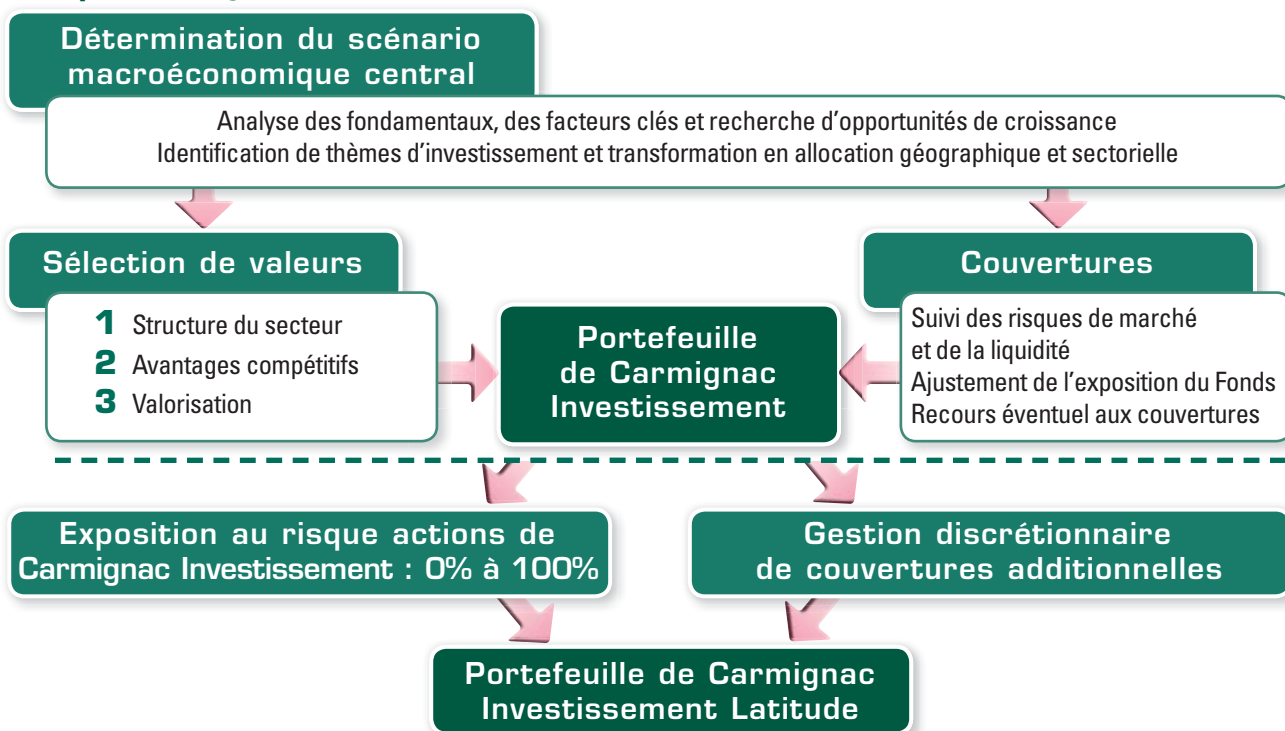 Détermination du scénario
macroéconomique central
Analyse des fondamentaux, des facteurs clés et recherche d'opportunités de croissance
Identification de thèmes d'investissement et transformation en allocation géographique et sectorielle
Sélection de valeurs
1 Structure du secteur
2 Avantages compétitifs
3 Valorisation
Portefeuille
de Carmignac
Investissement
Couvertures
Suivi des risques de marché
et de la liquidité
Ajustement de l'exposition du Fonds
Recours éventuel aux couvertures
Exposition au risque actions de
Carmignac Investissement : 0% à 100%
Gestion discrétionnaire
de couvertures additionnelles
Portefeuille de Carmignac
Investissement Latitude